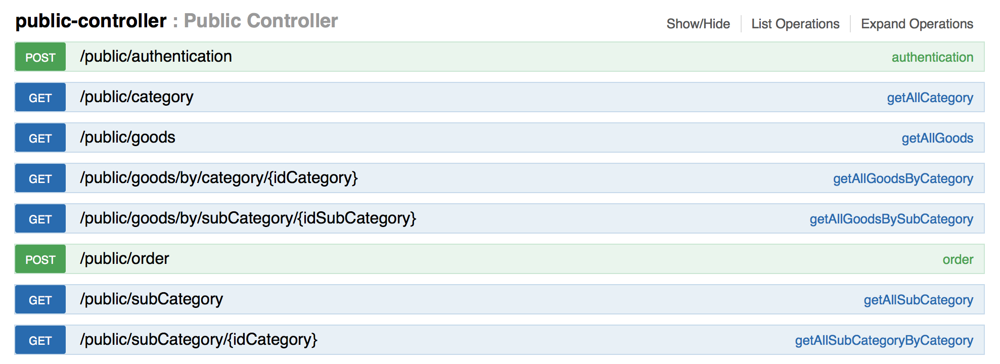 public-controller : Public Controller Show/Hide List Operations Expand Operations
POST /public/authentication authentication
GET /public/category getAllCategory
GET /public/goods getAllGoods
GET /public/goods/by/category/{idCategory} getAllGoodsByCategory
GET /public/goods/by/subCategory/{idSubCategory} getAllGoodsBySubCategory
POST /public/order order
GET /public/subCategory getAllSubCategory
GET /public/subCategory/{idCategory} getAllSubCategoryByCategory